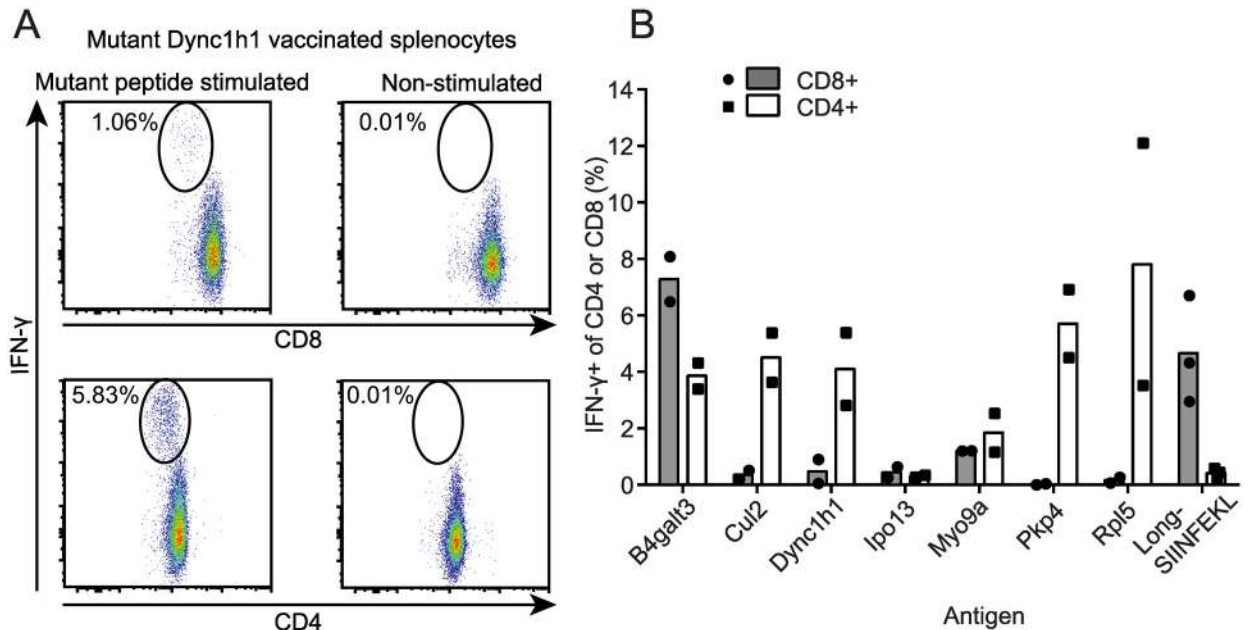 A
Mutant Dync1h1 vaccinated splenocytes
Mutant peptide stimulated
Non-stimulated
1.06%
0.01%
CD8
IFN-γ
5.83%
0.01%
CD4
B
CD8+
CD4+
IFN-γ+ of CD4 or CD8 (%)
14
12
10
8
6
4
2
0
B4galt3
Cul2
Dync1h1
Ipo13
Myo9a
Pkp4
Rpl5
Long-
SIINFEKL
Antigen